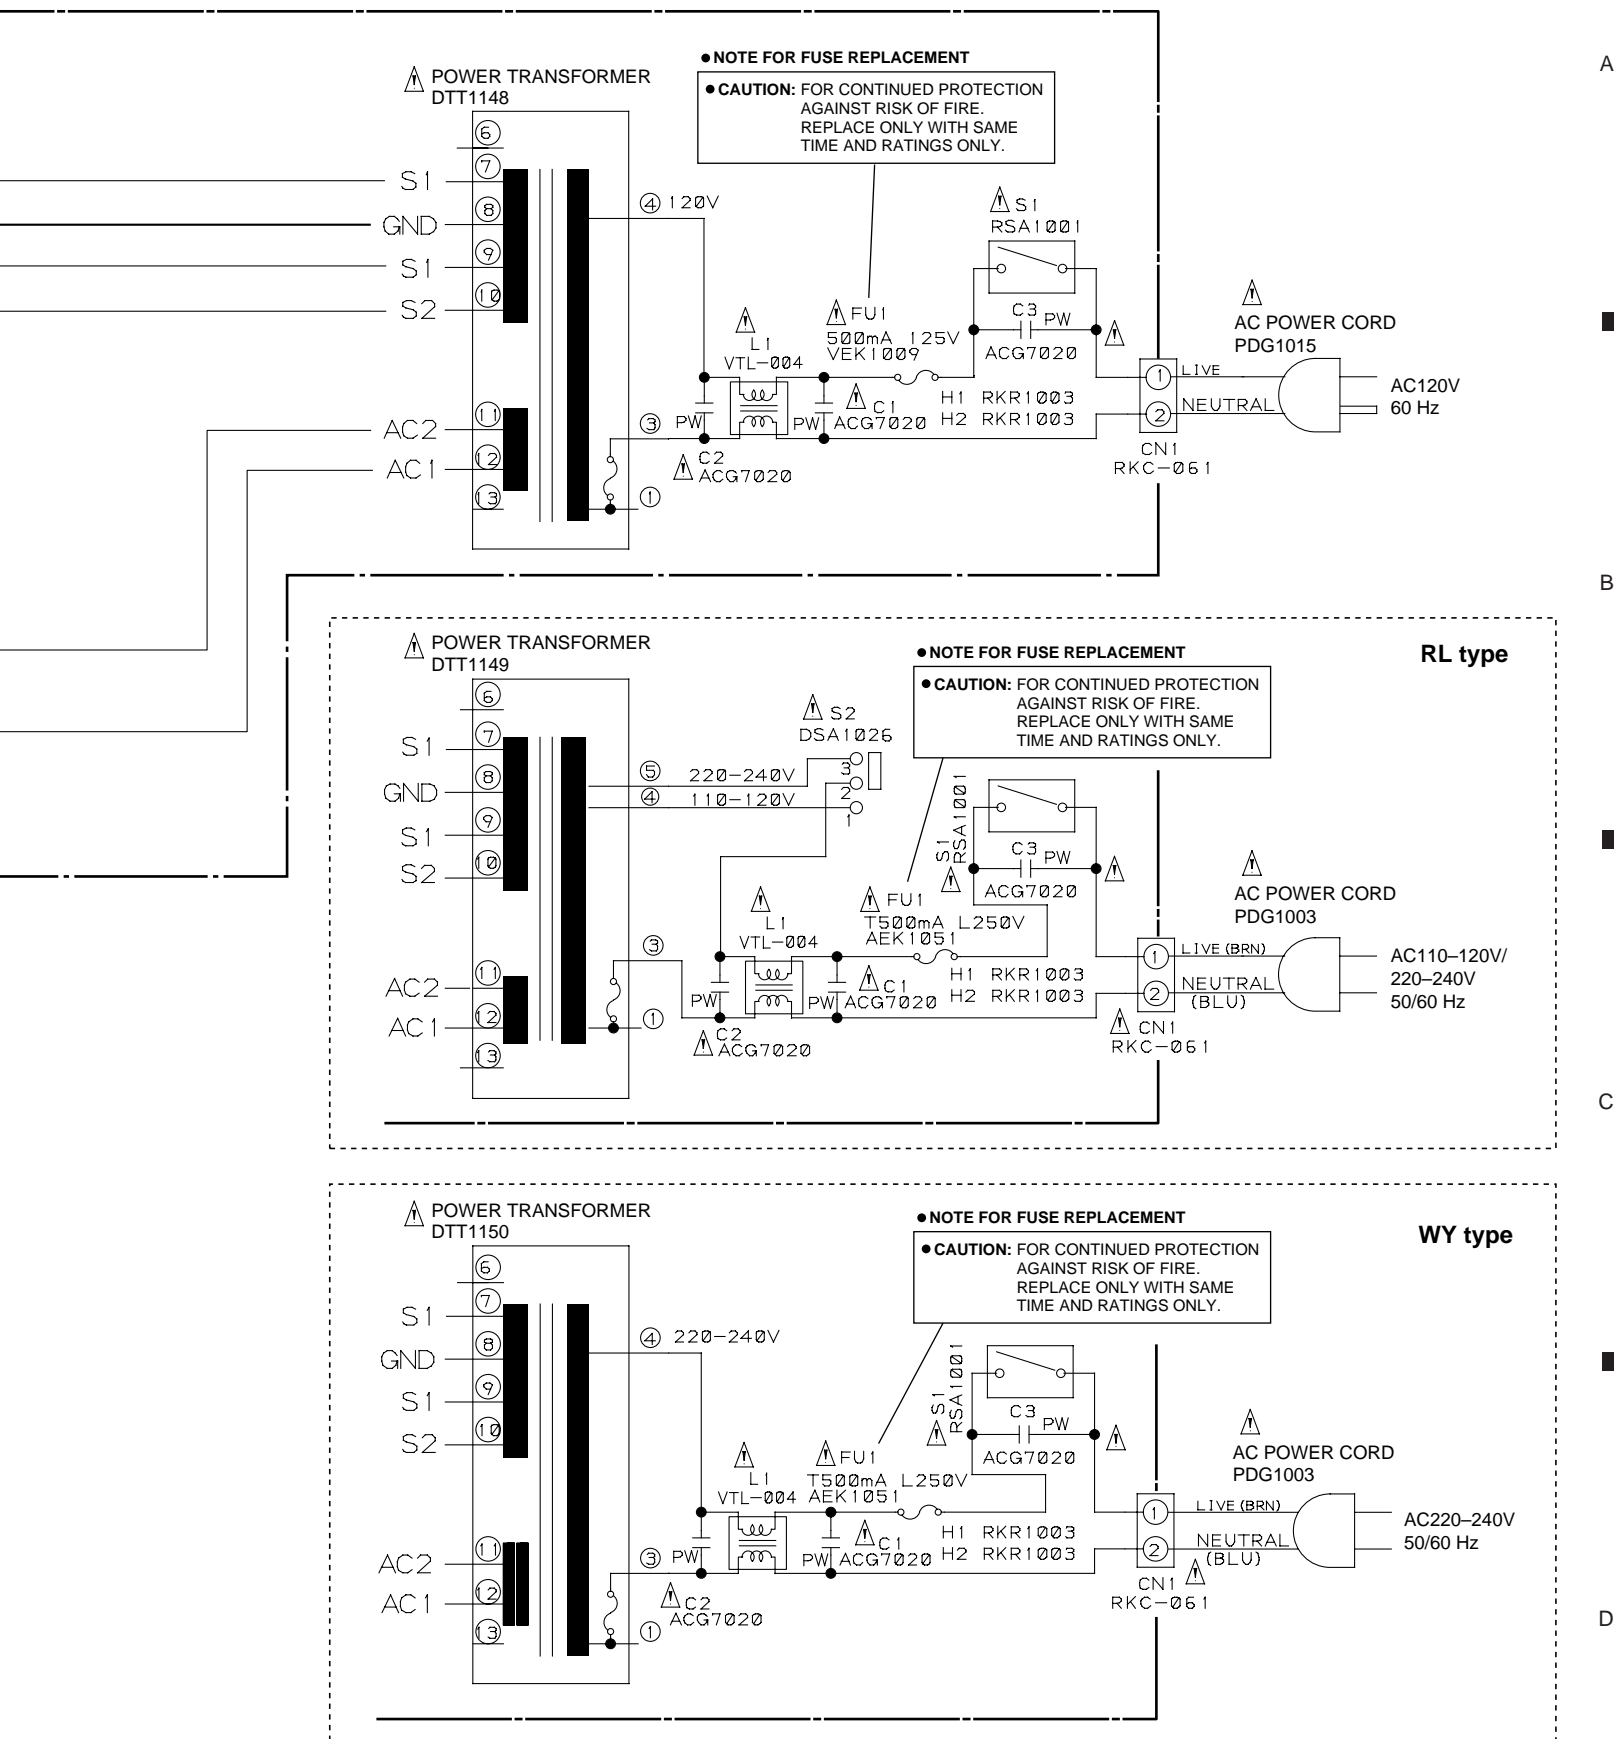 A
● NOTE FOR FUSE REPLACEMENT
● CAUTION: FOR CONTINUED PROTECTION
AGAINST RISK OF FIRE.
REPLACE ONLY WITH SAME
TIME AND RATINGS ONLY.
POWER TRANSFORMER
DTT1148
6
7
S1
8
GND
9
S1
10
S2
4 120V
S1
RSA1001
C3 PW
ACG7020
FU1
500mA 125V
VEK1009
L1
VTL-004
AC POWER CORD
PDG1015
1 LIVE
2 NEUTRAL
AC120V
60 Hz
CN1
RKC-061
H1 RKR1003
H2 RKR1003
C1
ACG7020
PW
PW
C2
ACG7020
11
AC2
12
AC1
13
3
1
B
RL type
● NOTE FOR FUSE REPLACEMENT
● CAUTION: FOR CONTINUED PROTECTION
AGAINST RISK OF FIRE.
REPLACE ONLY WITH SAME
TIME AND RATINGS ONLY.
POWER TRANSFORMER
DTT1149
6
7
S1
8
GND
9
S1
10
S2
S2
DSA1026
3
2
1
5 220-240V
4 110-120V
S1
RSA1001
C3 PW
ACG7020
FU1
T500mA L250V
AEK1051
L1
VTL-004
AC POWER CORD
PDG1003
1 LIVE (BRN)
2 NEUTRAL
(BLU)
AC110–120V/
220–240V
50/60 Hz
CN1
RKC-061
H1 RKR1003
H2 RKR1003
C1
ACG7020
PW
PW
C2
ACG7020
3
1
11
AC2
12
AC1
13
C
WY type
● NOTE FOR FUSE REPLACEMENT
● CAUTION: FOR CONTINUED PROTECTION
AGAINST RISK OF FIRE.
REPLACE ONLY WITH SAME
TIME AND RATINGS ONLY.
POWER TRANSFORMER
DTT1150
6
7
S1
8
GND
9
S1
10
S2
4 220-240V
S1
RSA1001
C3 PW
ACG7020
FU1
T500mA L250V
AEK1051
L1
VTL-004
AC POWER CORD
PDG1003
1 LIVE (BRN)
2 NEUTRAL
(BLU)
AC220–240V
50/60 Hz
CN1
RKC-061
H1 RKR1003
H2 RKR1003
C1
ACG7020
PW
PW
C2
ACG7020
3
1
11
AC2
12
AC1
13
D